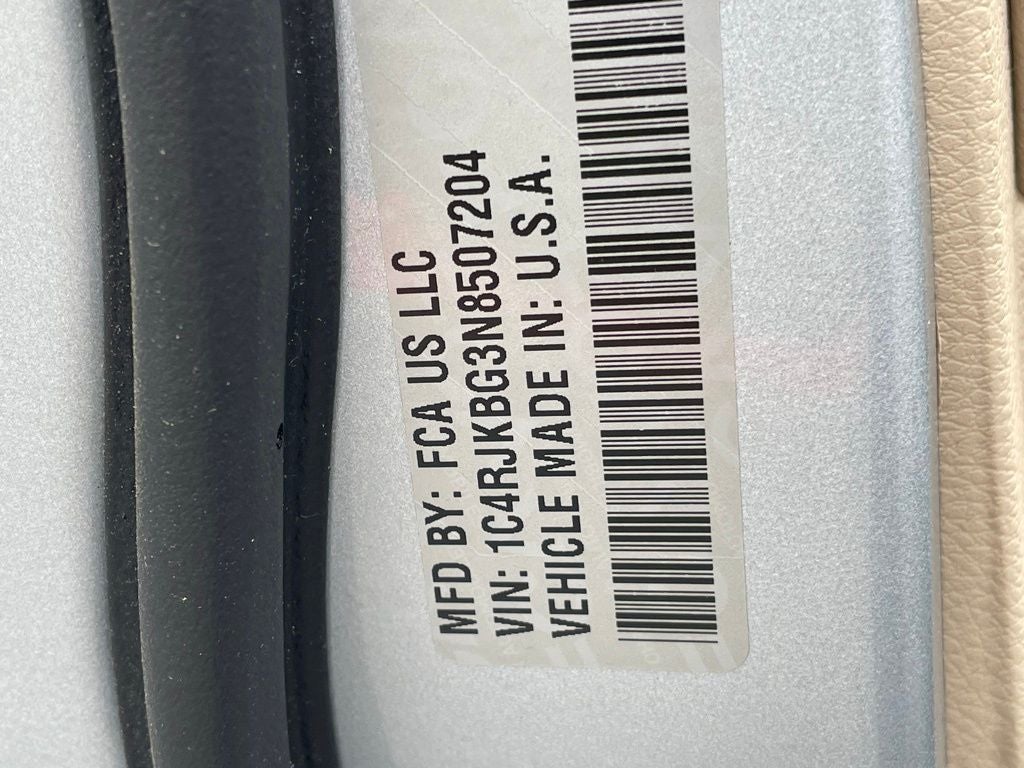 MFD BY: FCA US LLC
VIN: 1C4RJKBG3N8507204
VEHICLE MADE IN: U.S.A.